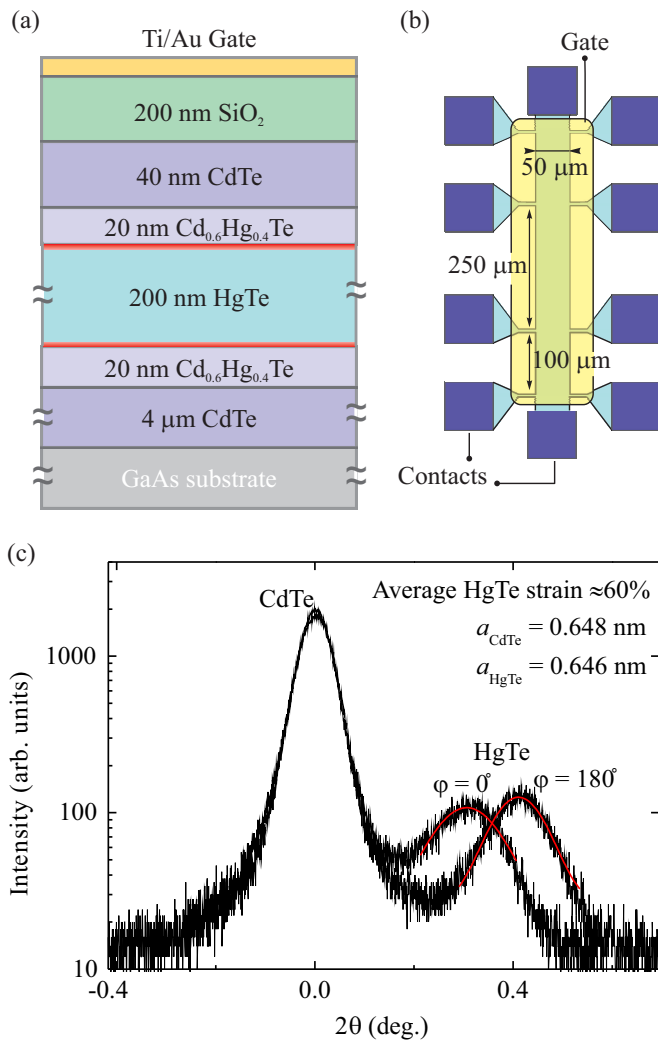 (a)
Ti/Au Gate
200 nm SiO₂
40 nm CdTe
20 nm Cd₀.₆Hg₀.₄Te
200 nm HgTe
20 nm Cd₀.₆Hg₀.₄Te
4 μm CdTe
GaAs substrate
(b)
Gate
50 μm
250 μm
100 μm
Contacts
(c)
CdTe
Average HgTe strain ≈60%
a_CdTe = 0.648 nm
a_HgTe = 0.646 nm
HgTe
φ = 0°
φ = 180°
Intensity (arb. units)
1000
100
10
-0.4
0.0
0.4
2θ (deg.)